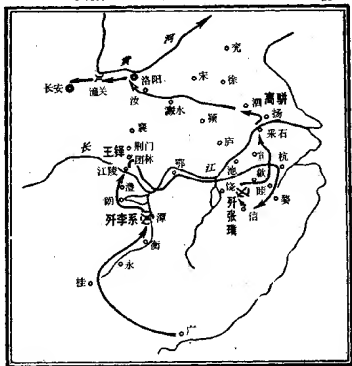 黄
河
兖
长安
潼关
洛阳
宋
徐
汝
溵水
颍
泗
高骈
扬
襄
采石
王铎
荆门
团林
庐
宣
杭
长
江
江陵
鄂
池
歙
澧
饶
睦
朗
婺
歼李系
潭
歼张璘
信
衡
永
桂
广